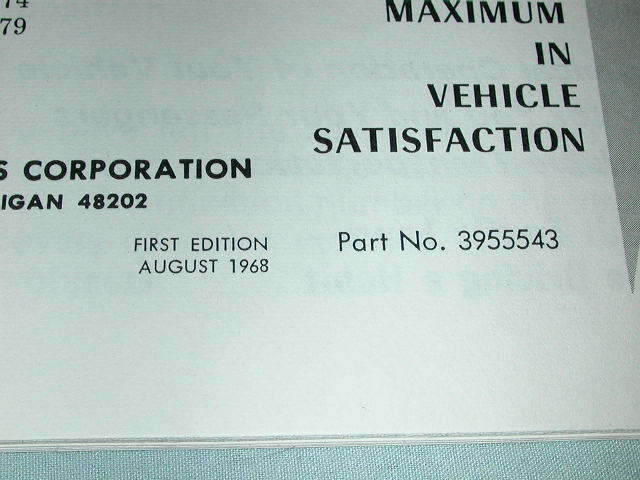 74
79
MAXIMUM
IN
VEHICLE
SATISFACTION
S CORPORATION
IGAN 48202
FIRST EDITION
AUGUST 1968
Part No. 3955543